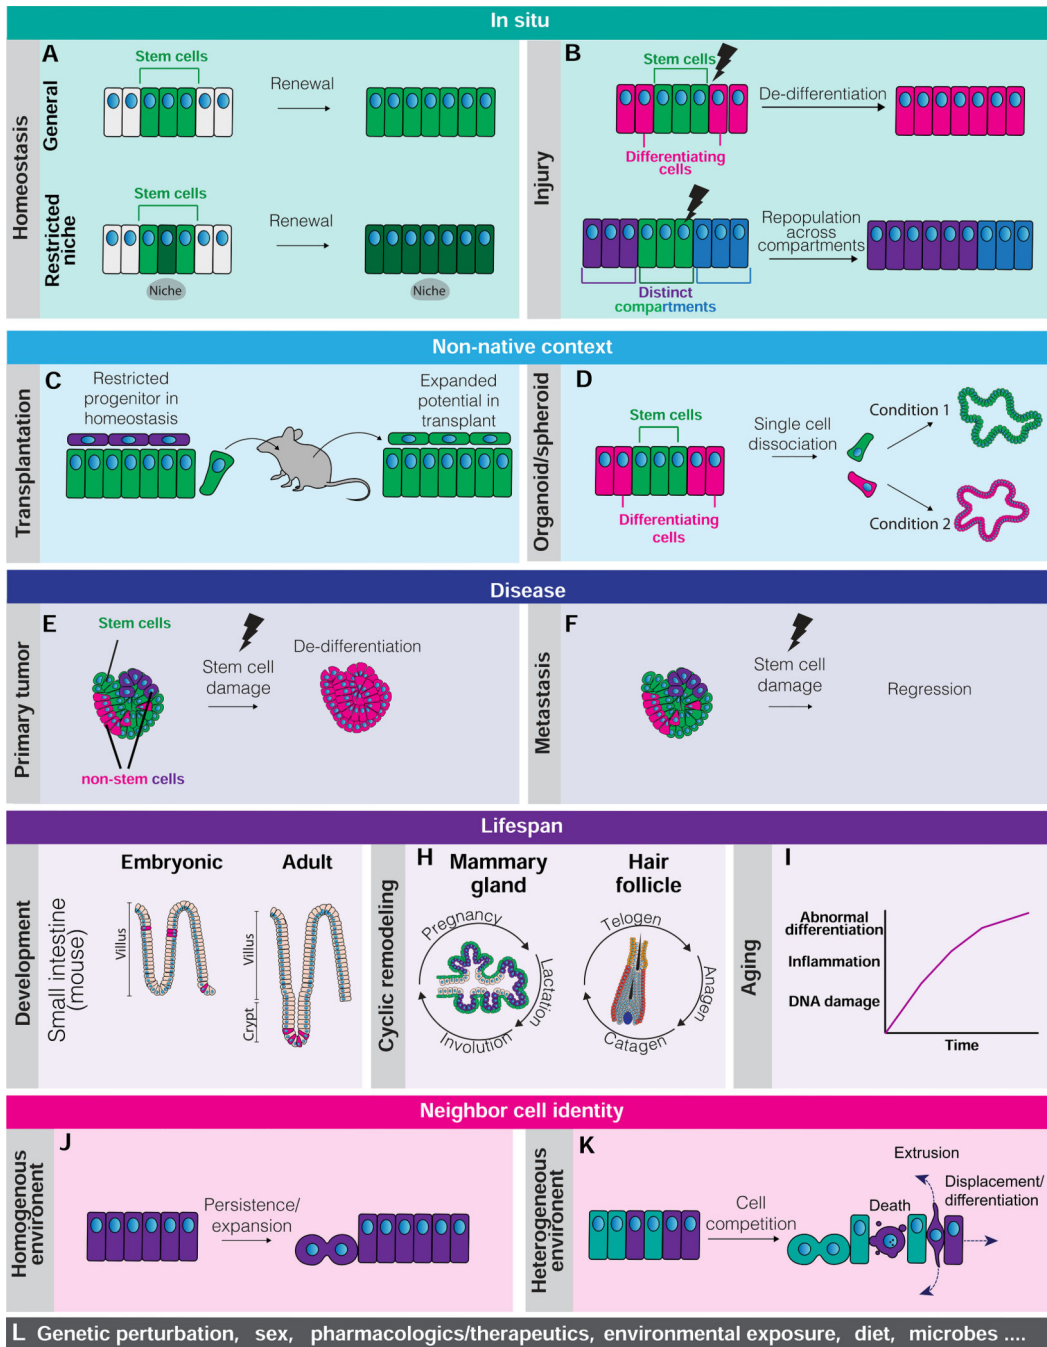 In situ
Homeostasis
General
Restricted
niche
A
Stem cells
Renewal
Stem cells
Renewal
Niche
Niche
Injury
B
Stem cells
De-differentiation
Differentiating
cells
Repopulation
across
compartments
Distinct
compartments
Non-native context
Transplantation
C
Restricted
progenitor in
homeostasis
Expanded
potential in
transplant
Organoid/spheroid
D
Stem cells
Single cell
dissociation
Condition 1
Condition 2
Differentiating
cells
Disease
Primary tumor
E
Stem cells
Stem cell
damage
De-differentiation
non-stem cells
Metastasis
F
Stem cell
damage
Regression
Lifespan
Development
Small intestine
(mouse)
Embryonic
Villus
Adult
Villus
Crypt
Cyclic remodeling
H
Mammary
gland
Pregnancy
Lactation
Involution
Hair
follicle
Telogen
Anagen
Catagen
Aging
I
Abnormal
differentiation
Inflammation
DNA damage
Time
Neighbor cell identity
Homogenous
environent
J
Persistence/
expansion
Heterogeneous
environment
K
Cell
competition
Extrusion
Death
Displacement/
differentiation
L Genetic perturbation, sex, pharmacologics/therapeutics, environmental exposure, diet, microbes ....